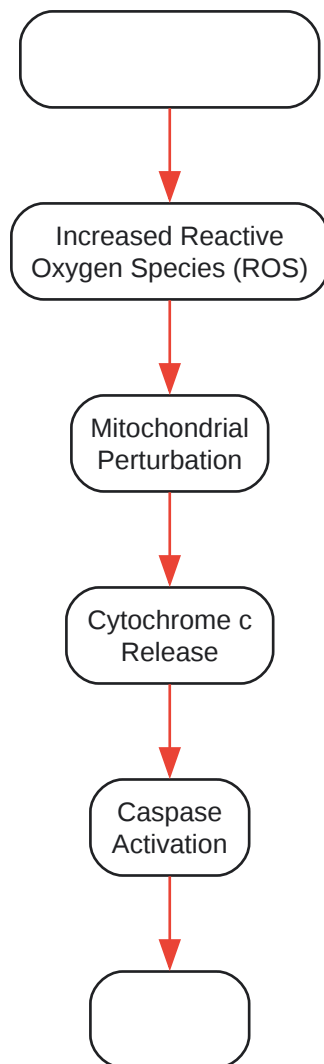 Increased Reactive
Oxygen Species (ROS)
Mitochondrial
Perturbation
Cytochrome c
Release
Caspase
Activation